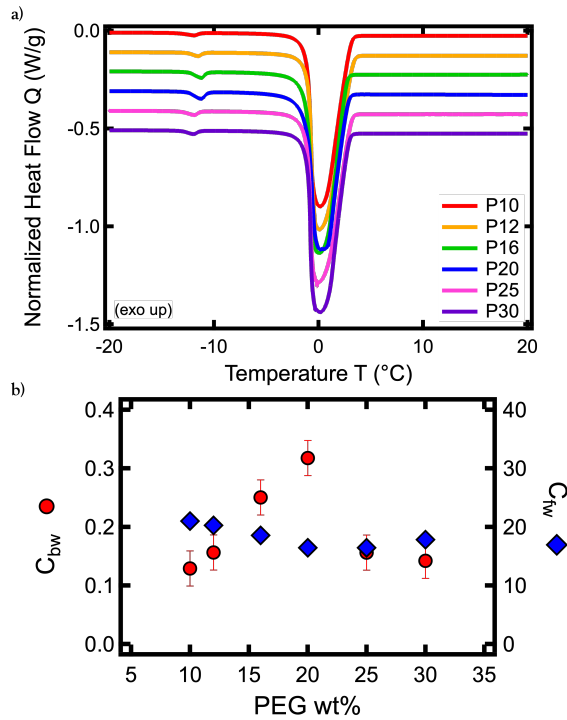 a)
Normalized Heat Flow Q (W/g)
0.0
-0.5
-1.0
-1.5
P10
P12
P16
P20
P25
P30
(exo up)
-20 -10 0 10 20
Temperature T (°C)
b)
C_bw
0.4
0.3
0.2
0.1
0.0
40
30
20
10
0
C_fw
5 10 15 20 25 30 35
PEG wt%